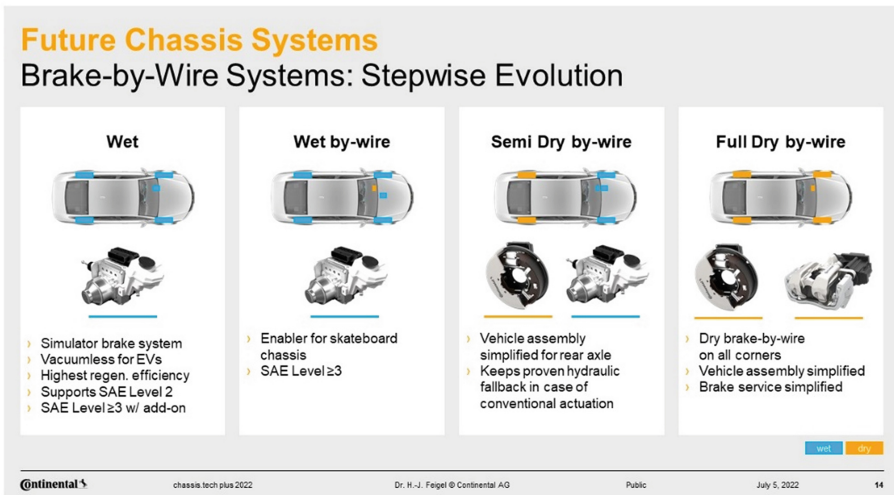 Future Chassis Systems
Brake-by-Wire Systems: Stepwise Evolution
Wet
› Simulator brake system
› Vacuumless for EVs
› Highest regen. efficiency
› Supports SAE Level 2
› SAE Level ≥3 w/ add-on
Wet by-wire
› Enabler for skateboard
chassis
› SAE Level ≥3
Semi Dry by-wire
› Vehicle assembly
simplified for rear axle
› Keeps proven hydraulic
fallback in case of
conventional actuation
Full Dry by-wire
› Dry brake-by-wire
on all corners
› Vehicle assembly simplified
› Brake service simplified
wet dry
Continental chassis.tech plus 2022 Dr. H.-J. Feigel © Continental AG Public July 5, 2022 14